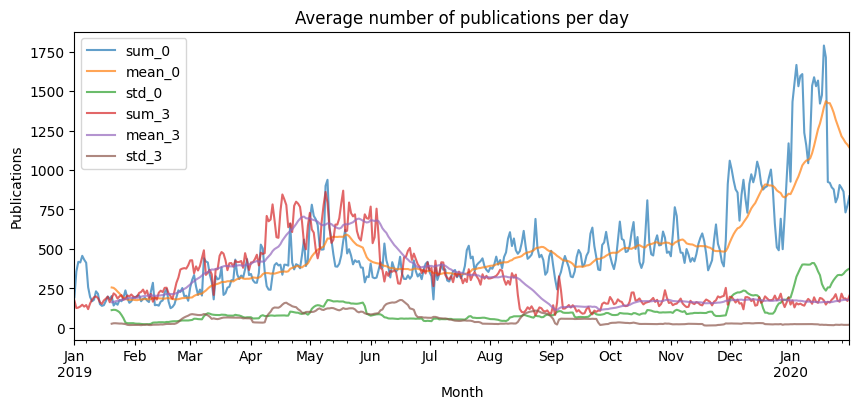 Average number of publications per day
Publications
1750
1500
1250
1000
750
500
250
0
sum_0
mean_0
std_0
sum_3
mean_3
std_3
Jan Feb Mar Apr May Jun Jul Aug Sep Oct Nov Dec Jan
2019 2020
Month